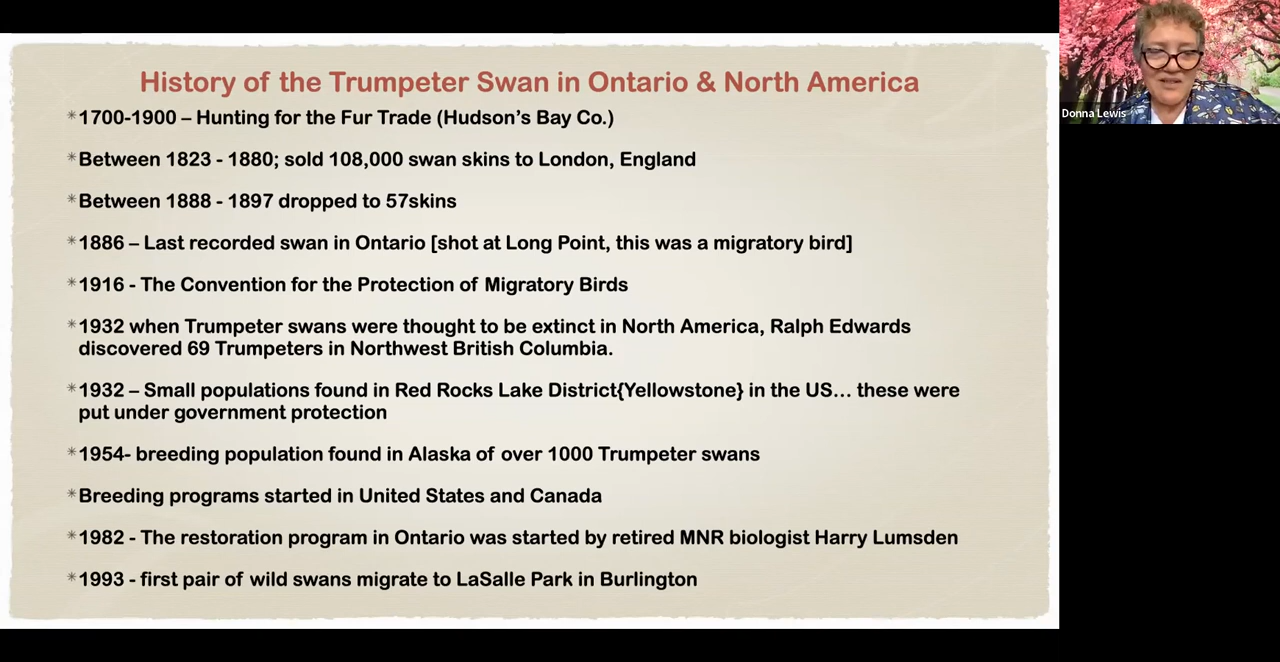 History of the Trumpeter Swan in Ontario & North America
*1700-1900 – Hunting for the Fur Trade (Hudson's Bay Co.)
*Between 1823 - 1880; sold 108,000 swan skins to London, England
*Between 1888 - 1897 dropped to 57skins
*1886 – Last recorded swan in Ontario [shot at Long Point, this was a migratory bird]
*1916 - The Convention for the Protection of Migratory Birds
*1932 when Trumpeter swans were thought to be extinct in North America, Ralph Edwards
discovered 69 Trumpeters in Northwest British Columbia.
*1932 – Small populations found in Red Rocks Lake District{Yellowstone} in the US... these were
put under government protection
*1954- breeding population found in Alaska of over 1000 Trumpeter swans
*Breeding programs started in United States and Canada
*1982 - The restoration program in Ontario was started by retired MNR biologist Harry Lumsden
*1993 - first pair of wild swans migrate to LaSalle Park in Burlington
Donna Lewis